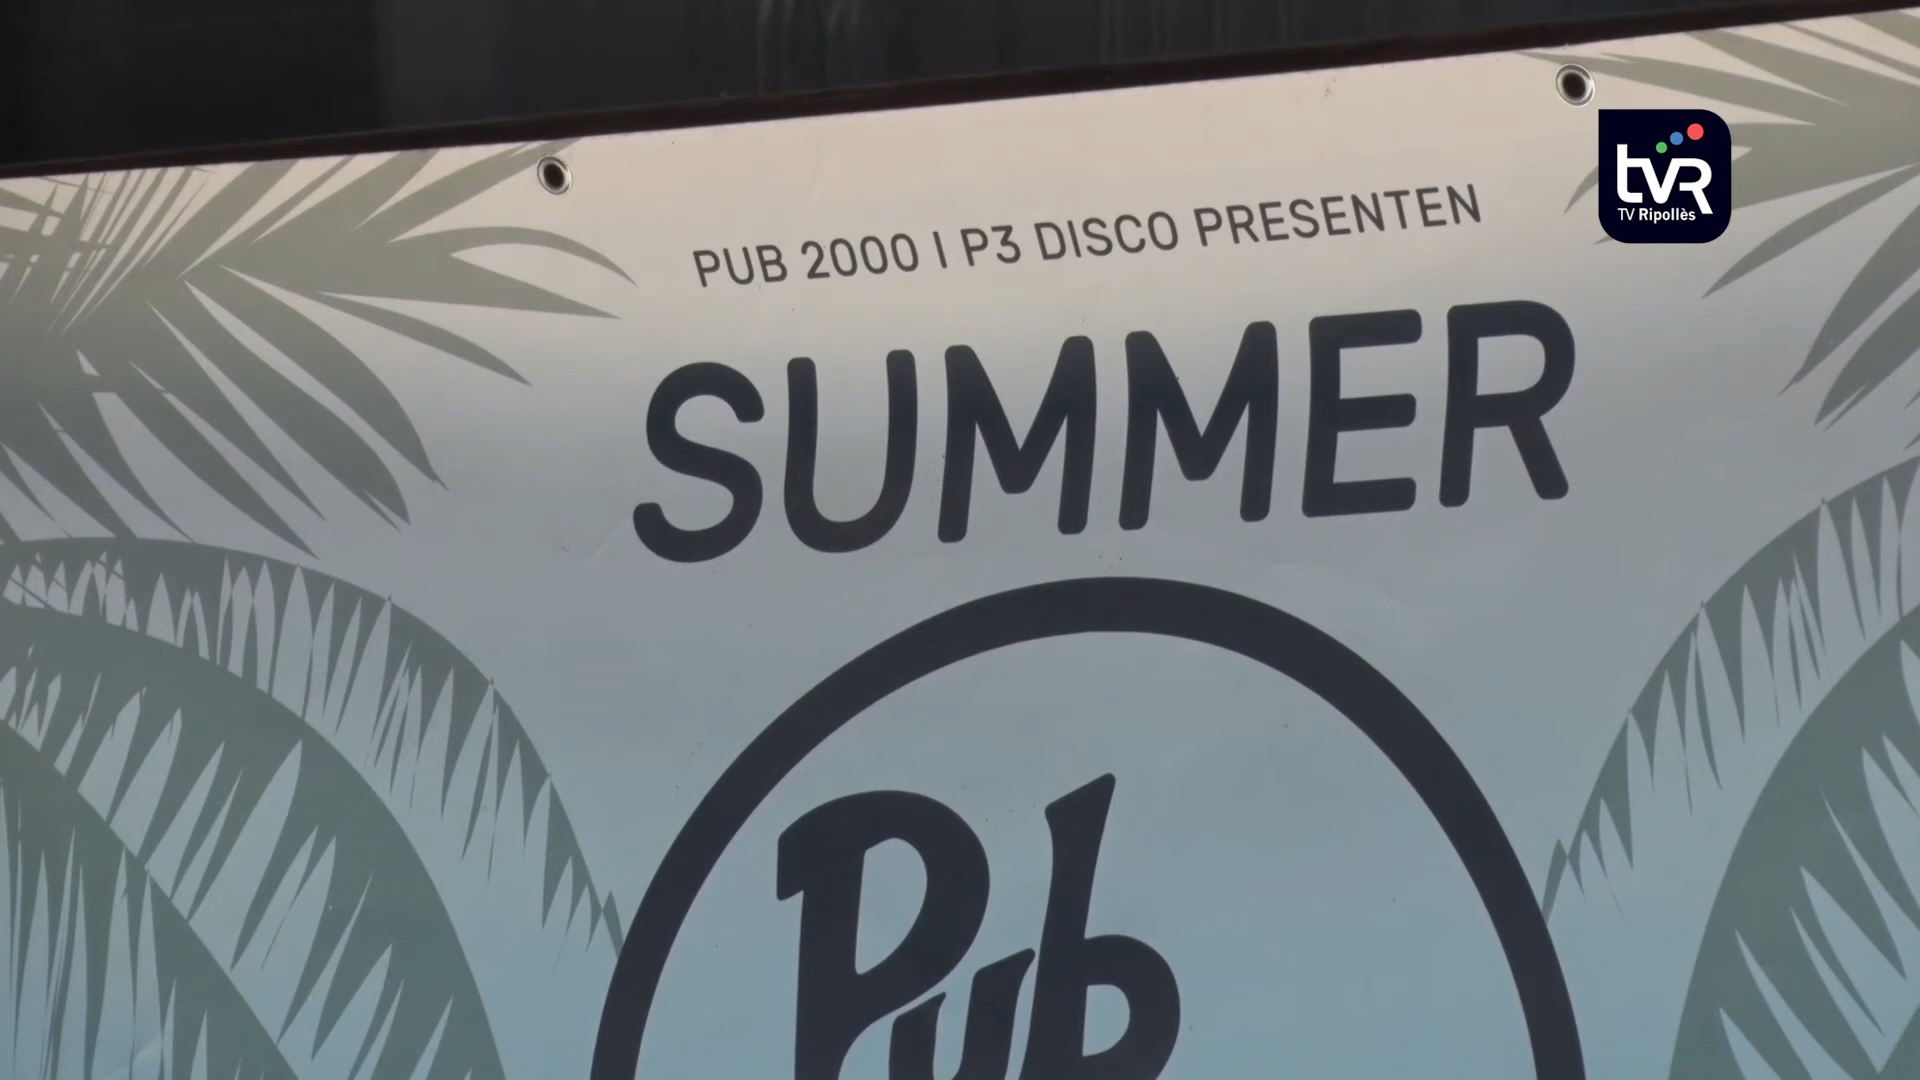 PUB 2000 | P3 DISCO PRESENTEN
SUMMER
Pub
tvR
TV Ripollès